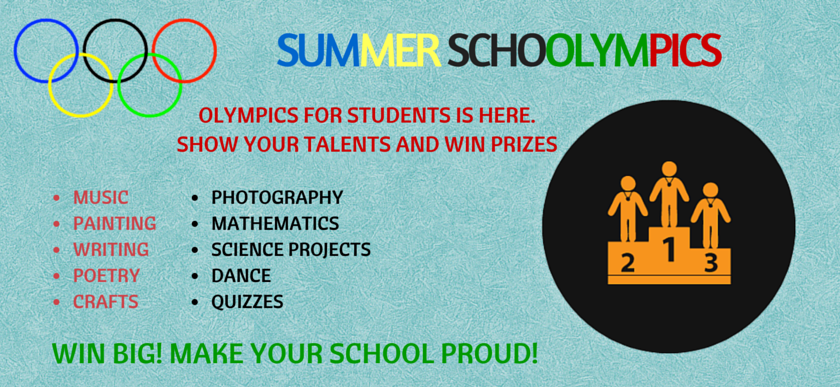 SUMMER SCHOOLYMPICS
OLYMPICS FOR STUDENTS IS HERE.
SHOW YOUR TALENTS AND WIN PRIZES
• MUSIC
• PAINTING
• WRITING
• POETRY
• CRAFTS
• PHOTOGRAPHY
• MATHEMATICS
• SCIENCE PROJECTS
• DANCE
• QUIZZES
2 1 3
WIN BIG! MAKE YOUR SCHOOL PROUD!